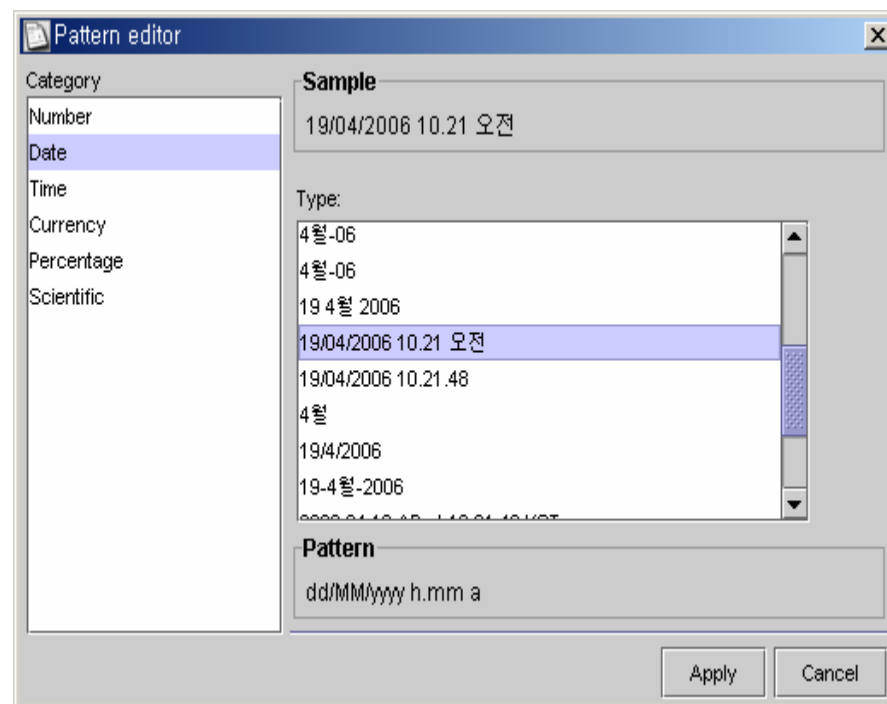 Pattern editor
Category
Number
Date
Time
Currency
Percentage
Scientific
Sample
19/04/2006 10.21 오전
Type:
4월-06
4월-06
19 4월 2006
19/04/2006 10.21 오전
19/04/2006 10.21.48
4월
19/4/2006
19-4월-2006
Pattern
dd/MM/yyyy h.mm a
Apply
Cancel